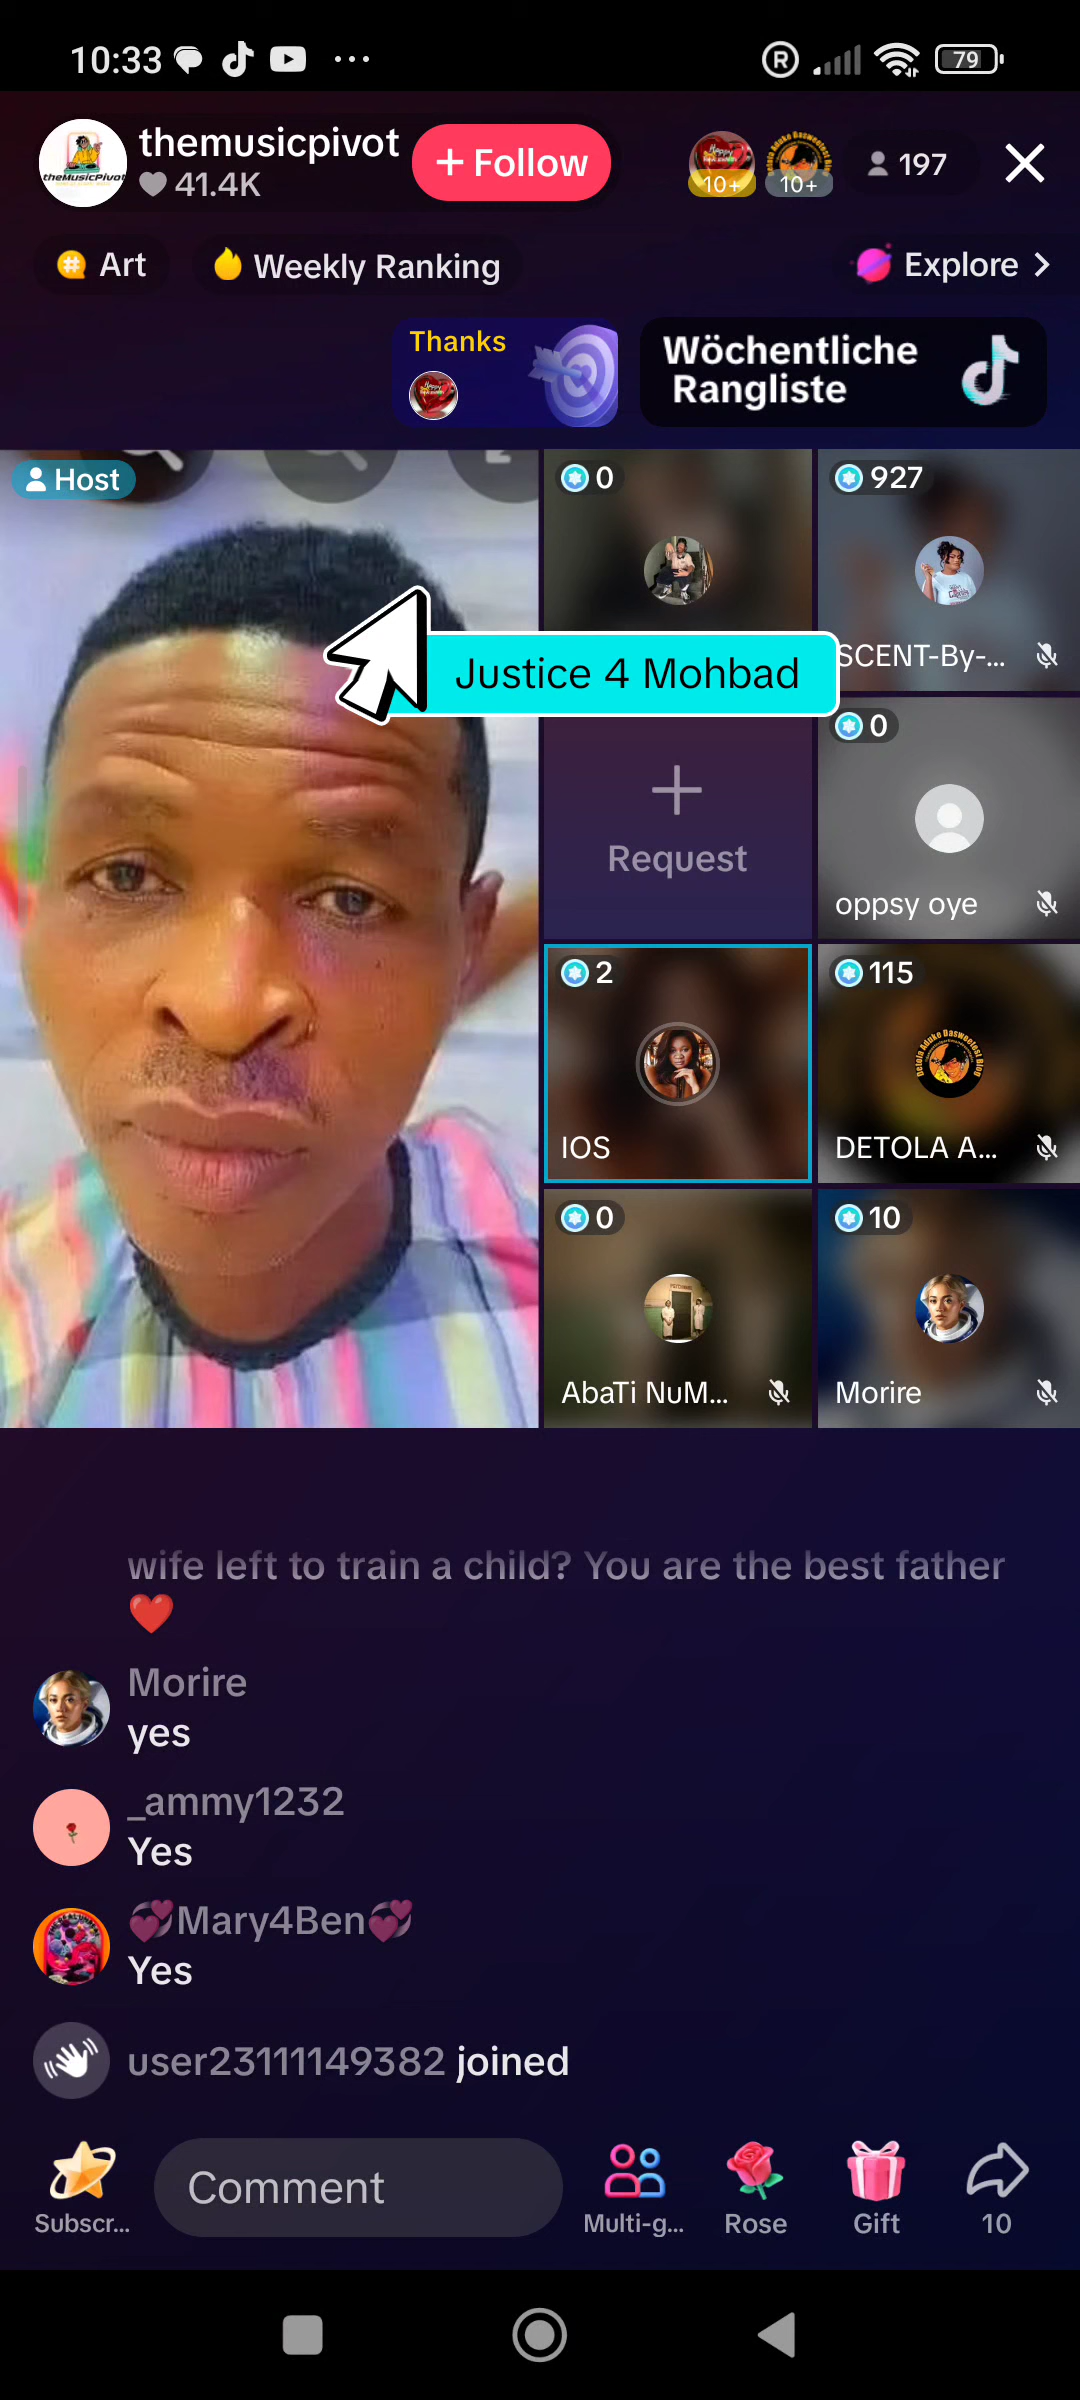 10:33
R
79
themusicpivot
41.4K
+ Follow
10+
10+
197
Art
Weekly Ranking
Explore
Thanks
Wöchentliche
Rangliste
Host
0
927
Justice 4 Mohbad
SCENT-By-...
0
Request
oppsy oye
2
115
IOS
DETOLA A...
0
10
AbaTi NuM...
Morire
wife left to train a child? You are the best father
❤️
Morire
yes
_ammy1232
Yes
💞Mary4Ben💞
Yes
user23111149382 joined
Subscr...
Comment
Multi-g...
Rose
Gift
10